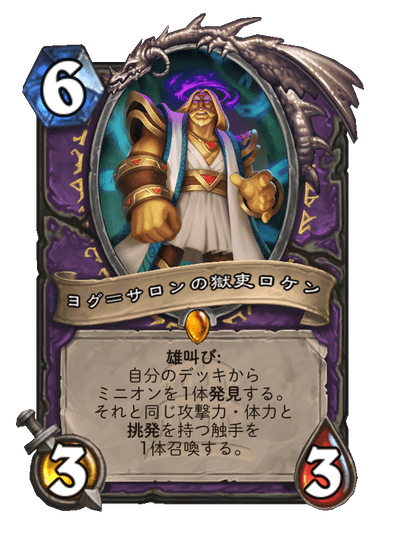 6
ヨグ=サロンの獄吏ロケン
雄叫び:
自分のデッキから
ミニオンを1体発見する。
それと同じ攻撃力・体力と
挑発を持つ触手を
1体召喚する。
3
3